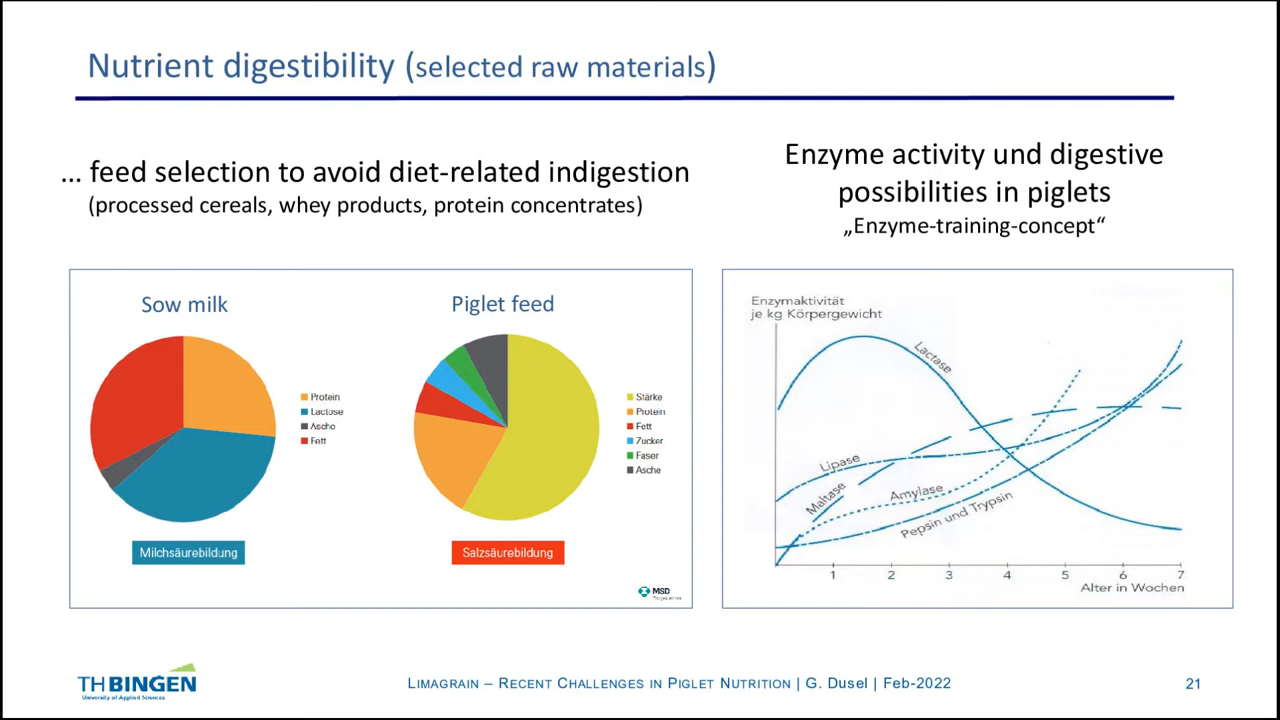 Nutrient digestibility (selected raw materials)
... feed selection to avoid diet-related indigestion
(processed cereals, whey products, protein concentrates)
Enzyme activity und digestive
possibilities in piglets
„Enzyme-training-concept“
Sow milk
Protein
Lactose
Asche
Fett
Milchsäurebildung
Piglet feed
Stärke
Protein
Fett
Zucker
Faser
Asche
Salzsäurebildung
MSD
Enzymaktivität
je kg Körpergewicht
Lactase
Lipase
Maltase
Amylase
Pepsin und Trypsin
1 2 3 4 5 6 7
Alter in Wochen
TH BINGEN
University of Applied Sciences
LIMAGRAIN – RECENT CHALLENGES IN PIGLET NUTRITION | G. Dusel | Feb-2022
21